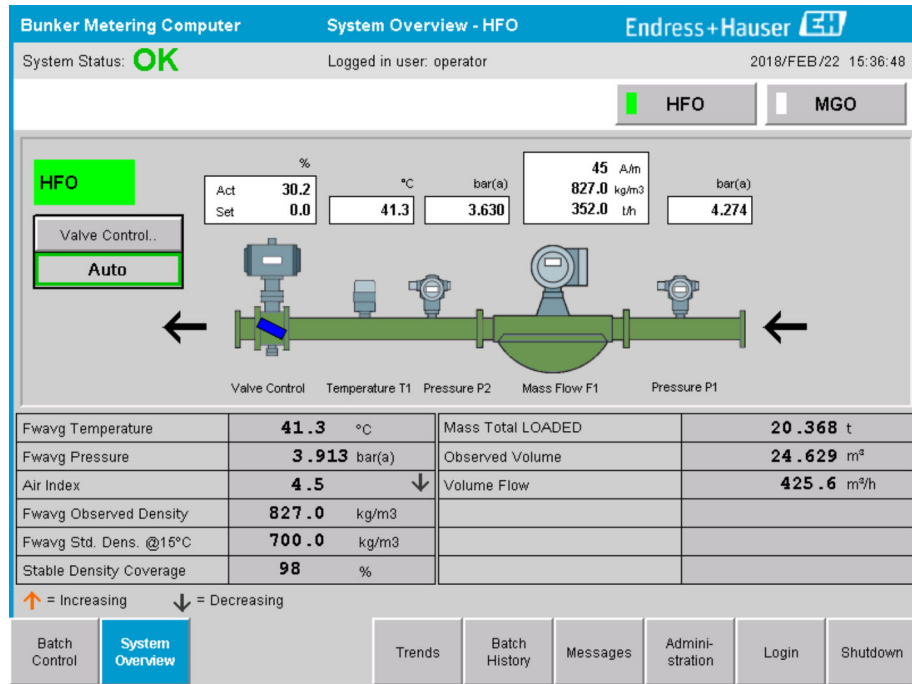 Bunker Metering Computer System Overview - HFO Endress+Hauser EH
System Status: OK Logged in user: operator 2018/FEB/22 15:36:48
HFO MGO
HFO
Valve Control..
Auto
%
Act 30.2
Set 0.0
°C
41.3
bar(a)
3.630
45 A/m
827.0 kg/m3
352.0 t/h
bar(a)
4.274
Valve Control Temperature T1 Pressure P2 Mass Flow F1 Pressure P1
Fwavg Temperature 41.3 °C Mass Total LOADED 20.368 t
Fwavg Pressure 3.913 bar(a) Observed Volume 24.629 m³
Air Index 4.5 ↓ Volume Flow 425.6 m³/h
Fwavg Observed Density 827.0 kg/m3
Fwavg Std. Dens. @15°C 700.0 kg/m3
Stable Density Coverage 98 %
↑ = Increasing ↓ = Decreasing
Batch Control
System Overview
Trends
Batch History
Messages
Admini-
stration
Login
Shutdown